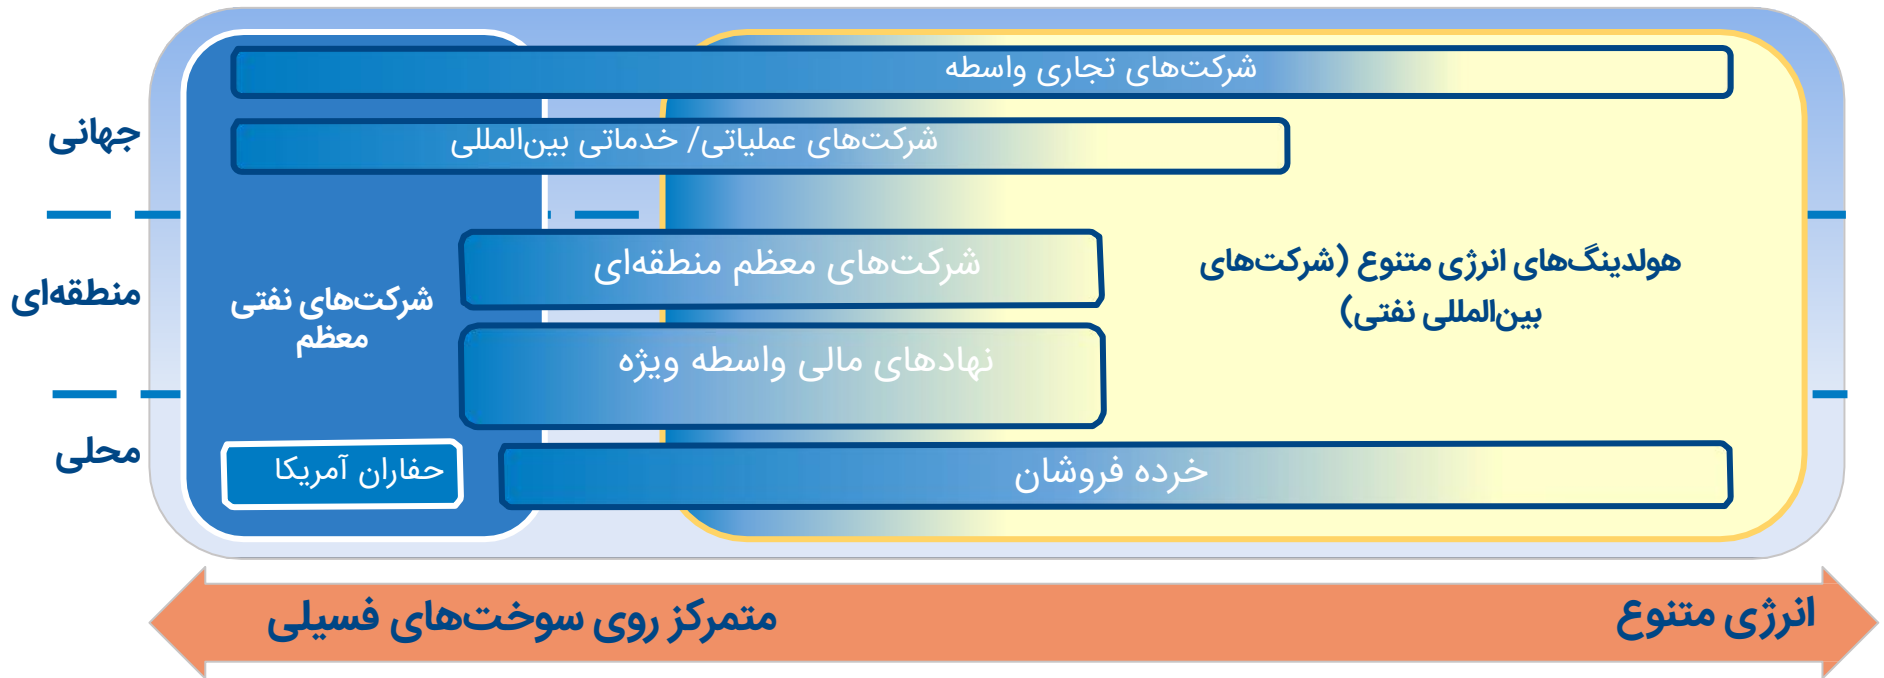 شرکت‌های تجاری واسطه
جهانی
شرکت‌های عملیاتی/ خدماتی بین‌المللی
منطقه‌ای
شرکت‌های معظم منطقه‌ای
هولدینگ‌های انرژی متنوع (شرکت‌های
بین‌المللی نفتی)
شرکت‌های نفتی
معظم
نهادهای مالی واسطه ویژه
محلی
خرده فروشان
حفاران آمریکا
انرژی متنوع
متمرکز روی سوخت‌های فسیلی